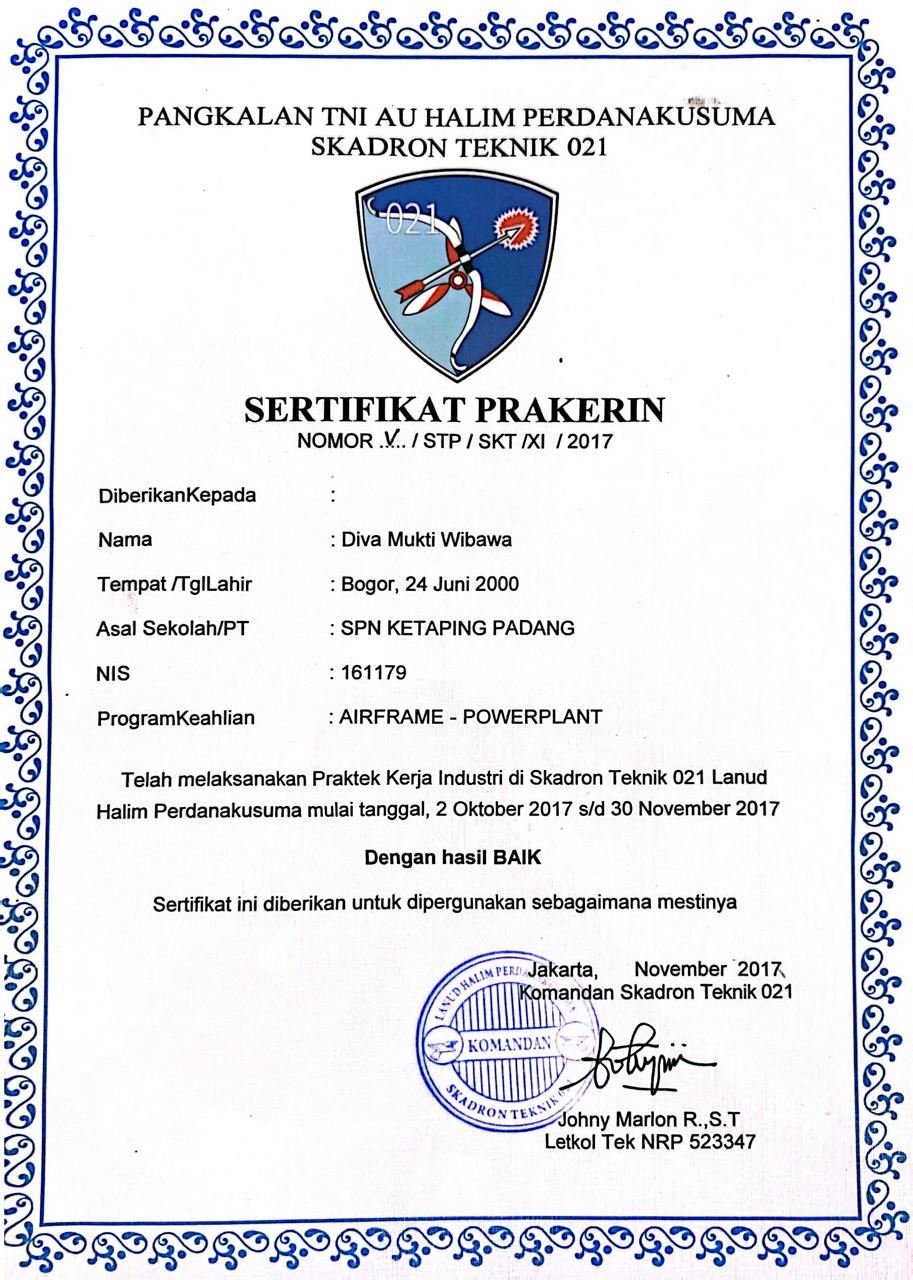 PANGKALAN TNI AU HALIM PERDANAKUSUMA
SKADRON TEKNIK 021
021
SERTIFIKAT PRAKERIN
NOMOR .V.. / STP / SKT /XI / 2017
DiberikanKepada :
Nama : Diva Mukti Wibawa
Tempat /TglLahir : Bogor, 24 Juni 2000
Asal Sekolah/PT : SPN KETAPING PADANG
NIS : 161179
ProgramKeahlian : AIRFRAME - POWERPLANT
Telah melaksanakan Praktek Kerja Industri di Skadron Teknik 021 Lanud
Halim Perdanakusuma mulai tanggal, 2 Oktober 2017 s/d 30 November 2017
Dengan hasil BAIK
Sertifikat ini diberikan untuk dipergunakan sebagaimana mestinya
Jakarta, November 2017
Komandan Skadron Teknik 021
LANUD HALIM
KOMANDAN
SKADRON TEKNIK
Johny Marlon R.,S.T
Letkol Tek NRP 523347